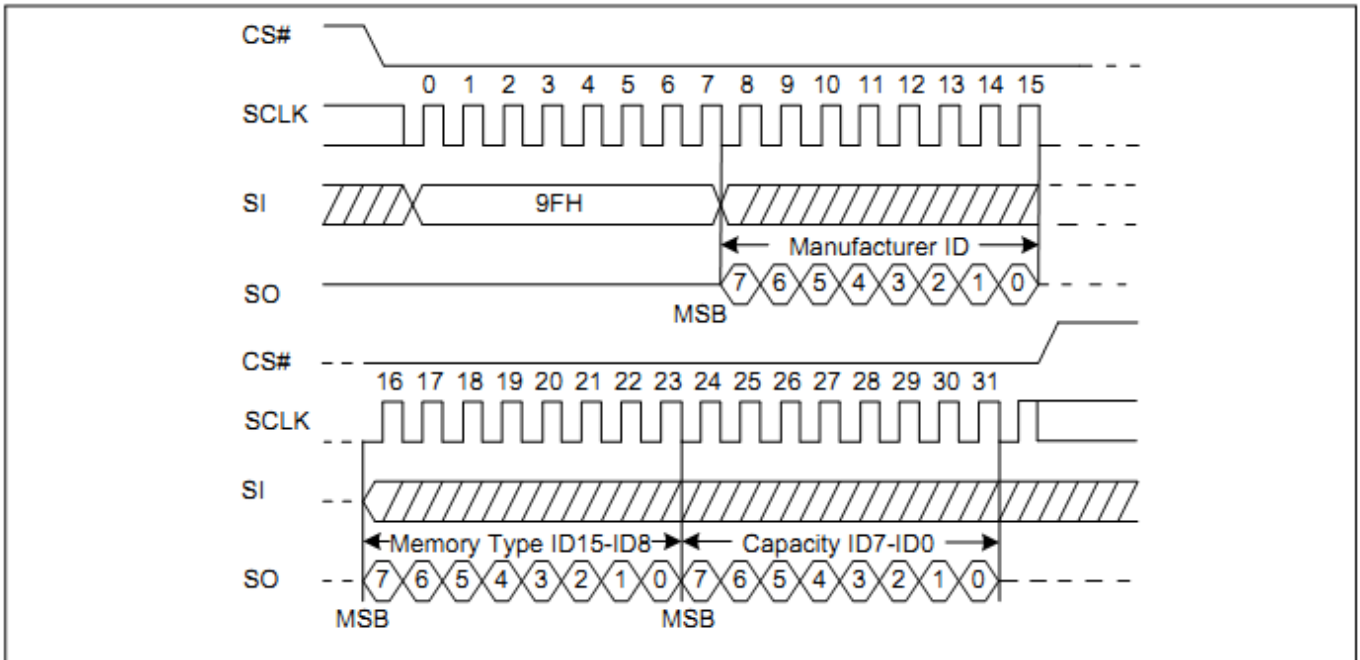 CS#
0 1 2 3 4 5 6 7 8 9 10 11 12 13 14 15
SCLK
SI 9FH
Manufacturer ID
SO 7 6 5 4 3 2 1 0
MSB
CS#
16 17 18 19 20 21 22 23 24 25 26 27 28 29 30 31
SCLK
SI
Memory Type ID15-ID8 Capacity ID7-ID0
SO 7 6 5 4 3 2 1 0 7 6 5 4 3 2 1 0
MSB MSB